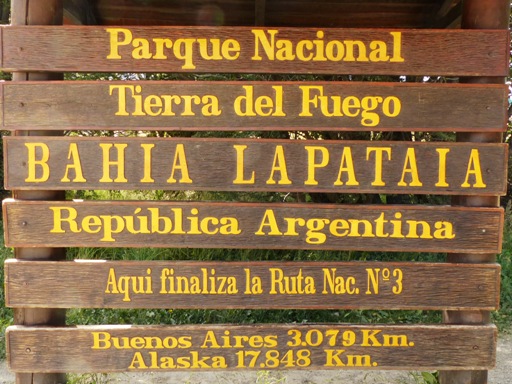 Parque Nacional
Tierra del Fuego
BAHIA LAPATAIA
República Argentina
Aqui finaliza la Ruta Nac. Nº3
Buenos Aires 3.079 Km.
Alaska 17.848 Km.